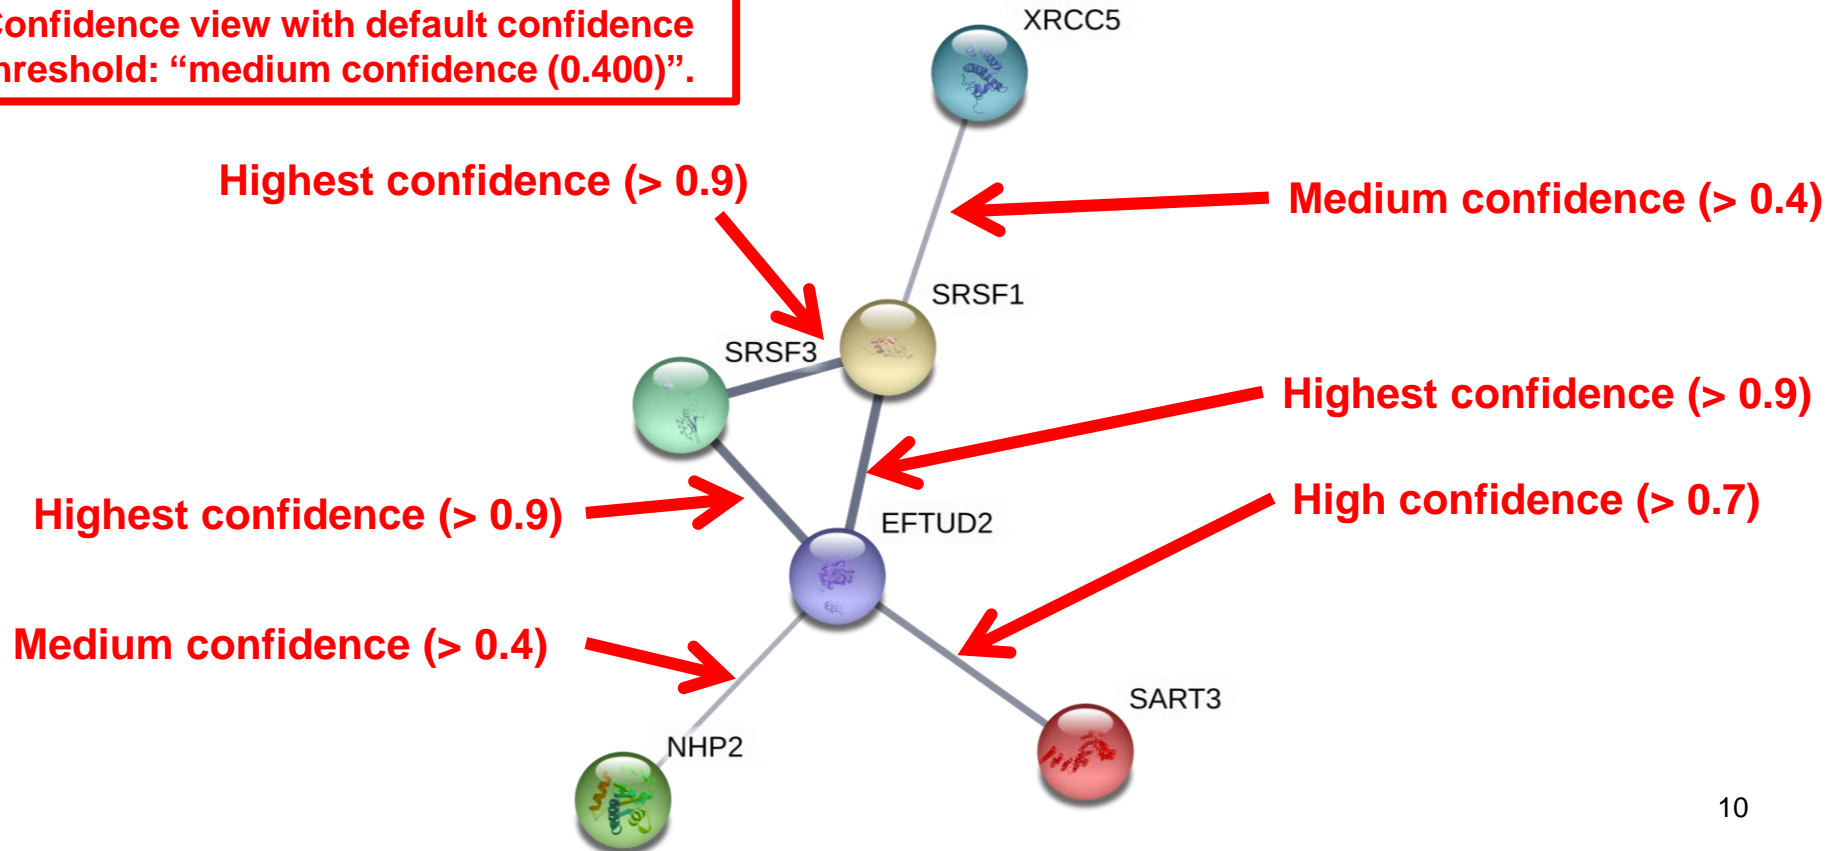 view with default confidence
threshold: “medium confidence (0.400)”.
XRCC5
Highest confidence (> 0.9)
Medium confidence (> 0.4)
SRSF1
SRSF3
Highest confidence (> 0.9)
Highest confidence (> 0.9)
High confidence (> 0.7)
EFTUD2
Medium confidence (> 0.4)
SART3
NHP2
10